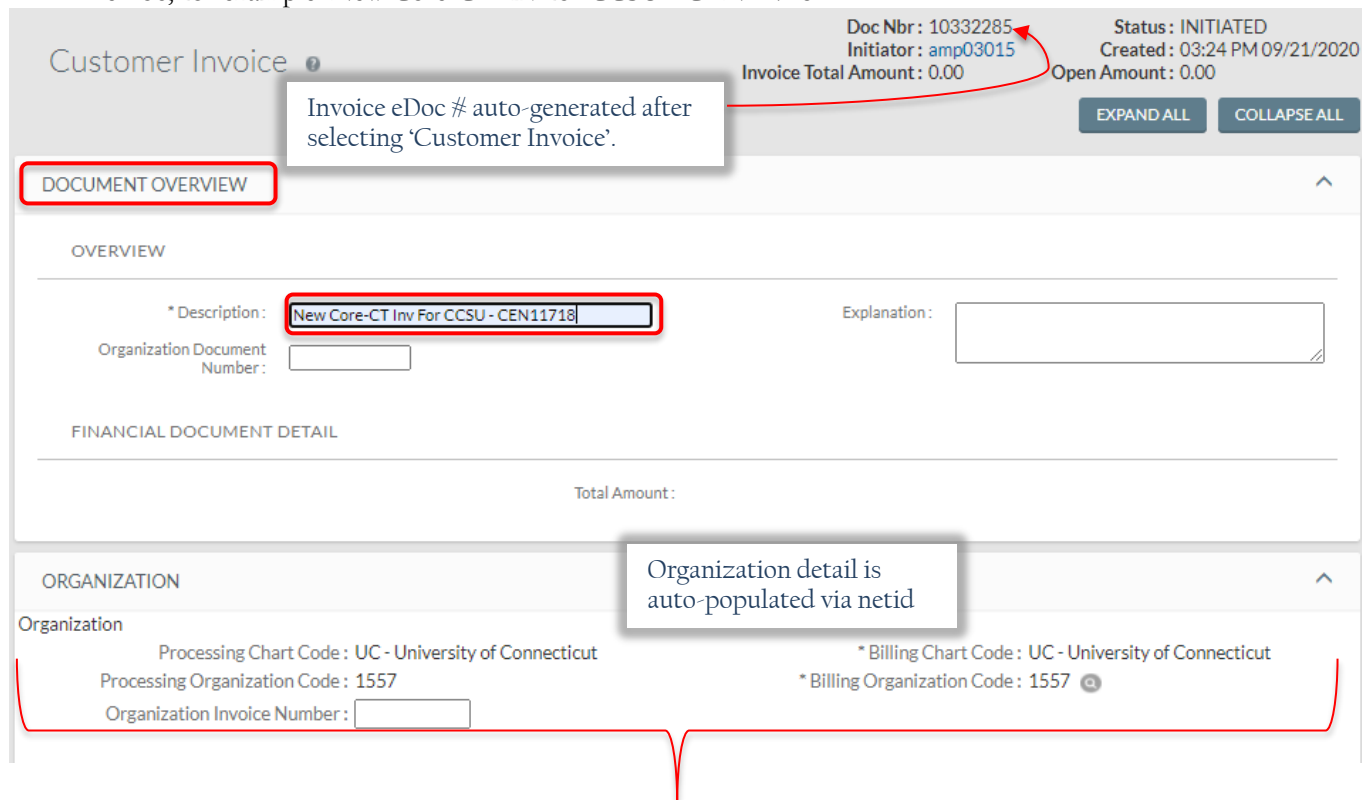 Customer Invoice
Doc Nbr : 10332285
Status : INITIATED
Initiator : amp03015
Created : 03:24 PM 09/21/2020
Invoice Total Amount : 0.00
Open Amount : 0.00
Invoice eDoc # auto-generated after
selecting ‘Customer Invoice’.
EXPAND ALL
COLLAPSE ALL
DOCUMENT OVERVIEW
OVERVIEW
* Description :
New Core-CT Inv For CCSU - CEN11718
Explanation :
Organization Document
Number :
FINANCIAL DOCUMENT DETAIL
Total Amount :
ORGANIZATION
Organization detail is
auto-populated via netid
Organization
Processing Chart Code : UC - University of Connecticut
* Billing Chart Code : UC - University of Connecticut
Processing Organization Code : 1557
* Billing Organization Code : 1557
Organization Invoice Number :